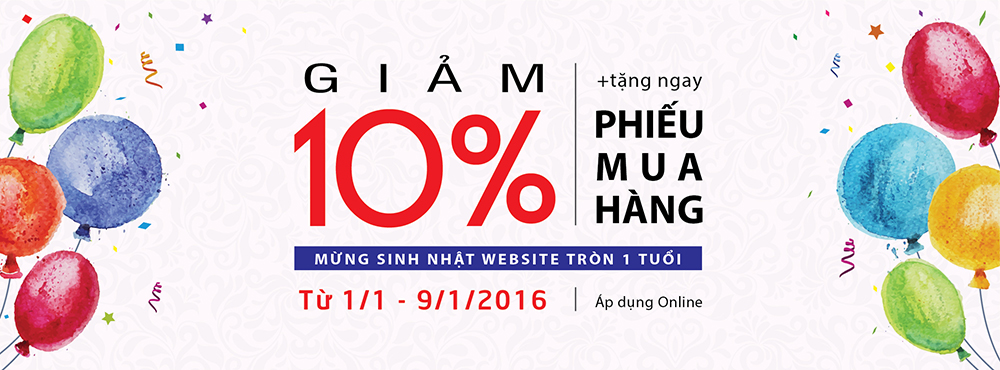 GIẢM
10%
+tặng ngay
PHIẾU
MUA
HÀNG
MỪNG SINH NHẬT WEBSITE TRÒN 1 TUỔI
Từ 1/1 - 9/1/2016
Áp dụng Online